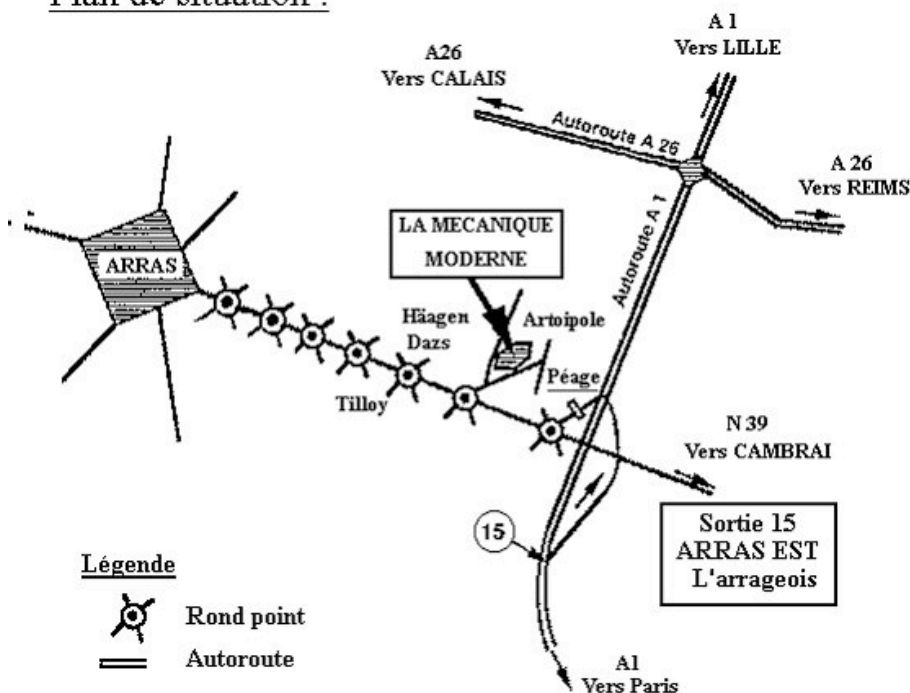 Plan de situation :
A 1
Vers LILLE
A26
Vers CALAIS
Autoroute A 26
A 26
Vers REIMS
LA MECANIQUE
MODERNE
Autoroute A 1
ARRAS
Häagen
Dazs
Artoipole
Péage
Tilloy
N 39
Vers CAMBRAI
15
Sortie 15
ARRAS EST
L'arrageois
Légende
Rond point
Autoroute
A1
Vers Paris